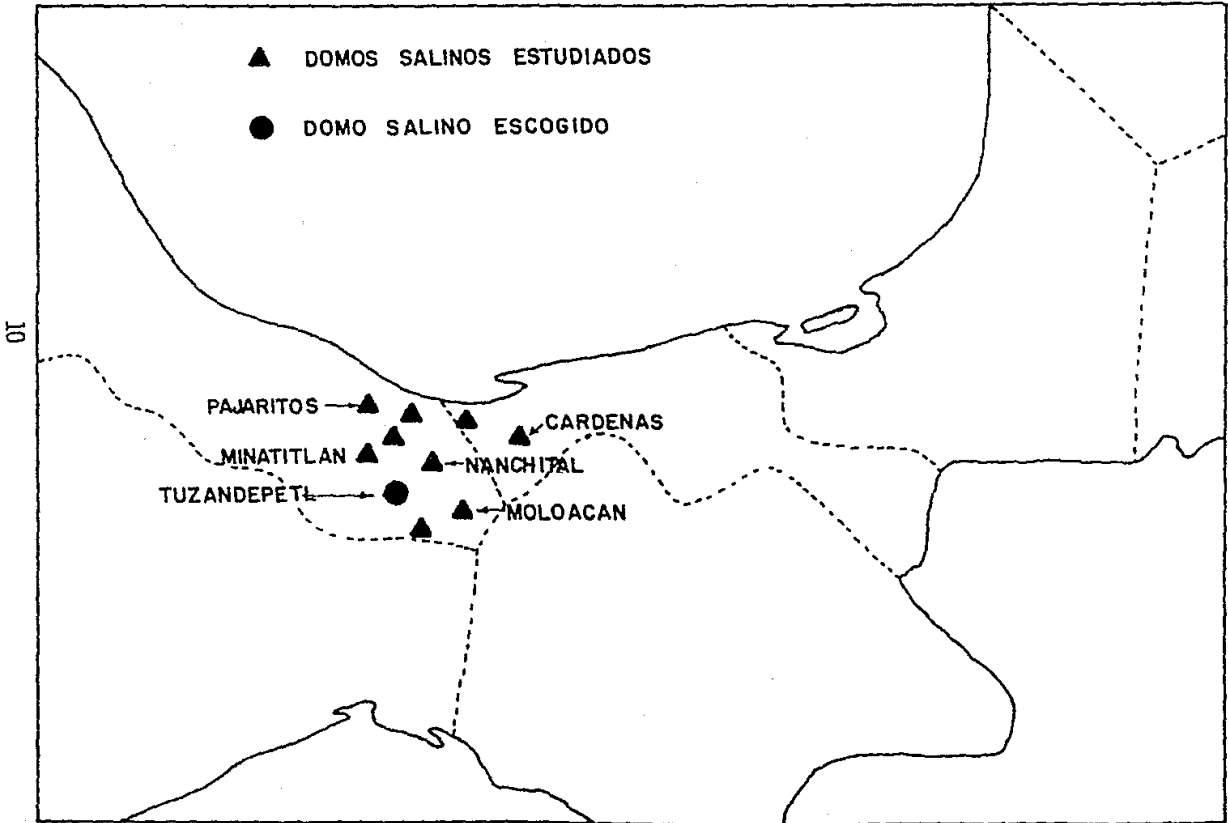 DOMOS SALINOS ESTUDIADOS
DOMO SALINO ESCOGIDO
10
PAJARITOS
CARDENAS
MINATITLAN
NANCHITAL
TUZANDEPETL
MOLOACAN